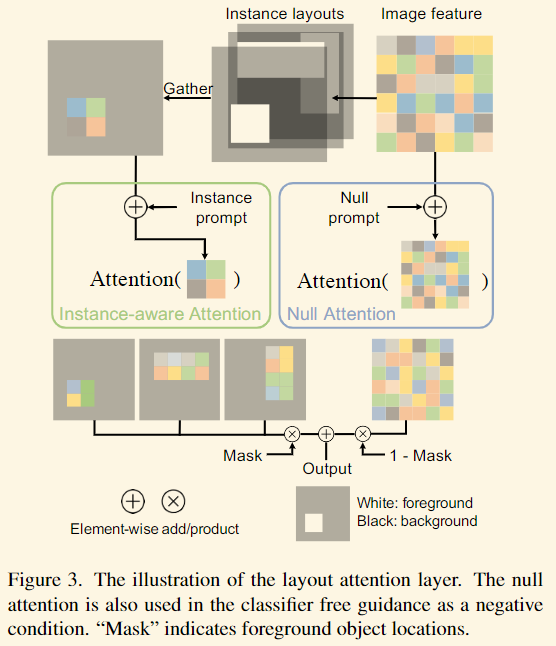 Instance layouts
Image feature
Gather
Instance
prompt
Null
prompt
Attention( )
Attention( )
Instance-aware Attention
Null Attention
Mask
1 - Mask
Output
Element-wise add/product
White: foreground
Black: background
Figure 3. The illustration of the layout attention layer. The null
attention is also used in the classifier free guidance as a negative
condition. “Mask” indicates foreground object locations.